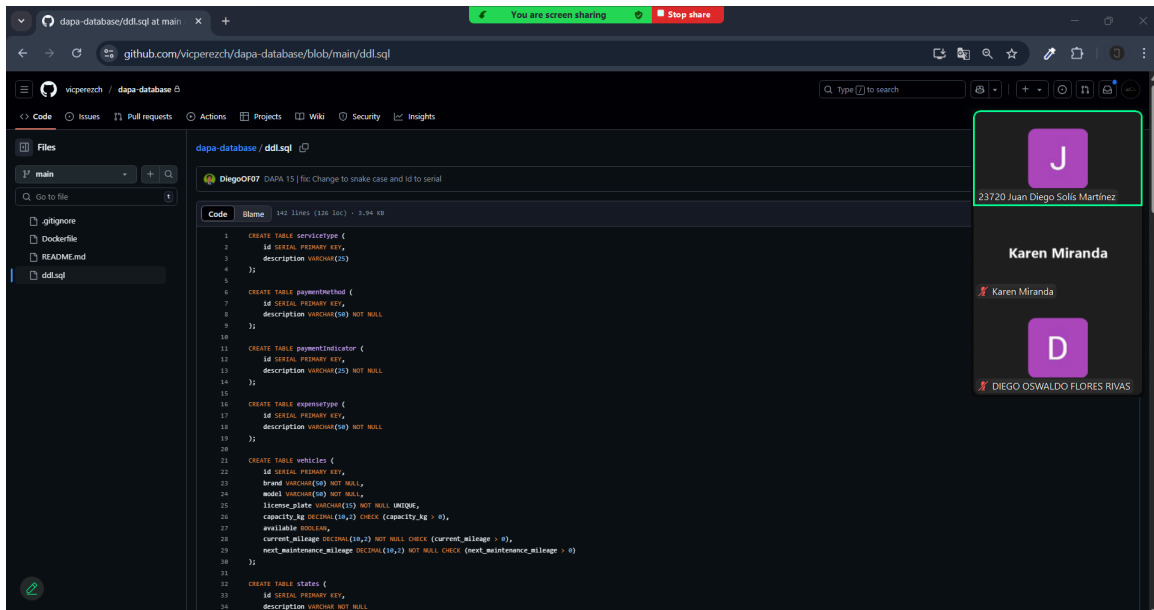 dapa-database/ddl.sql at main
You are screen sharing
Stop share
github.com/vicperezch/dapa-database/blob/main/ddl.sql
J
vicperezch / dapa-database
Type / to search
Code Issues Pull requests Actions Projects Wiki Security Insights
Files
main
Go to file
t
.gitignore
Dockerfile
README.md
ddl.sql
dapa-database / ddl.sql
DiegoOF07 DAPA 15 | fix: Change to snake case and id to serial
Code Blame 142 lines (126 loc) · 3.94 KB
1 CREATE TABLE serviceType (
2 id SERIAL PRIMARY KEY,
3 description VARCHAR(25)
4 );
5
6 CREATE TABLE paymentMethod (
7 id SERIAL PRIMARY KEY,
8 description VARCHAR(50) NOT NULL
9 );
10
11 CREATE TABLE paymentIndicator (
12 id SERIAL PRIMARY KEY,
13 description VARCHAR(25) NOT NULL
14 );
15
16 CREATE TABLE expenseType (
17 id SERIAL PRIMARY KEY,
18 description VARCHAR(50) NOT NULL
19 );
20
21 CREATE TABLE vehicles (
22 id SERIAL PRIMARY KEY,
23 brand VARCHAR(50) NOT NULL,
24 model VARCHAR(50) NOT NULL,
25 license_plate VARCHAR(15) NOT NULL UNIQUE,
26 capacity_kg DECIMAL(10,2) CHECK (capacity_kg > 0),
27 available BOOLEAN,
28 current_mileage DECIMAL(10,2) NOT NULL CHECK (current_mileage > 0),
29 next_maintenance_mileage DECIMAL(10,2) NOT NULL CHECK (next_maintenance_mileage > 0)
30 );
31
32 CREATE TABLE states (
33 id SERIAL PRIMARY KEY,
34 description VARCHAR NOT NULL
J
23720 Juan Diego Solís Martínez
Karen Miranda
Karen Miranda
D
DIEGO OSWALDO FLORES RIVAS